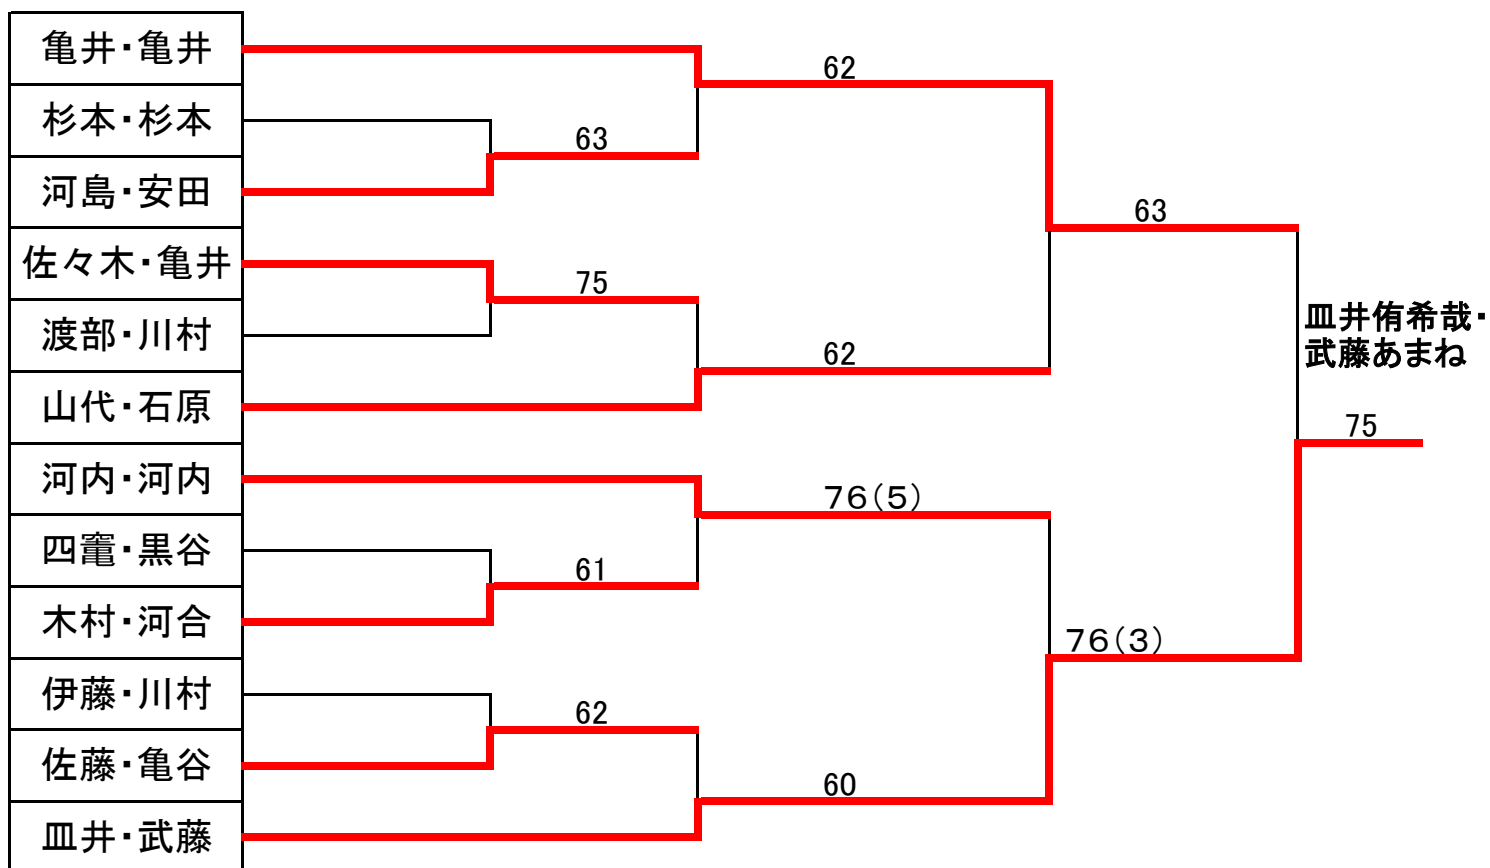 亀井・亀井
62
杉本・杉本
63
河島・安田
63
佐々木・亀井
75
渡部・川村
皿井侑希哉・
武藤あまね
62
山代・石原
75
河内・河内
76(5)
四竃・黒谷
61
木村・河合
76(3)
伊藤・川村
62
佐藤・亀谷
60
皿井・武藤